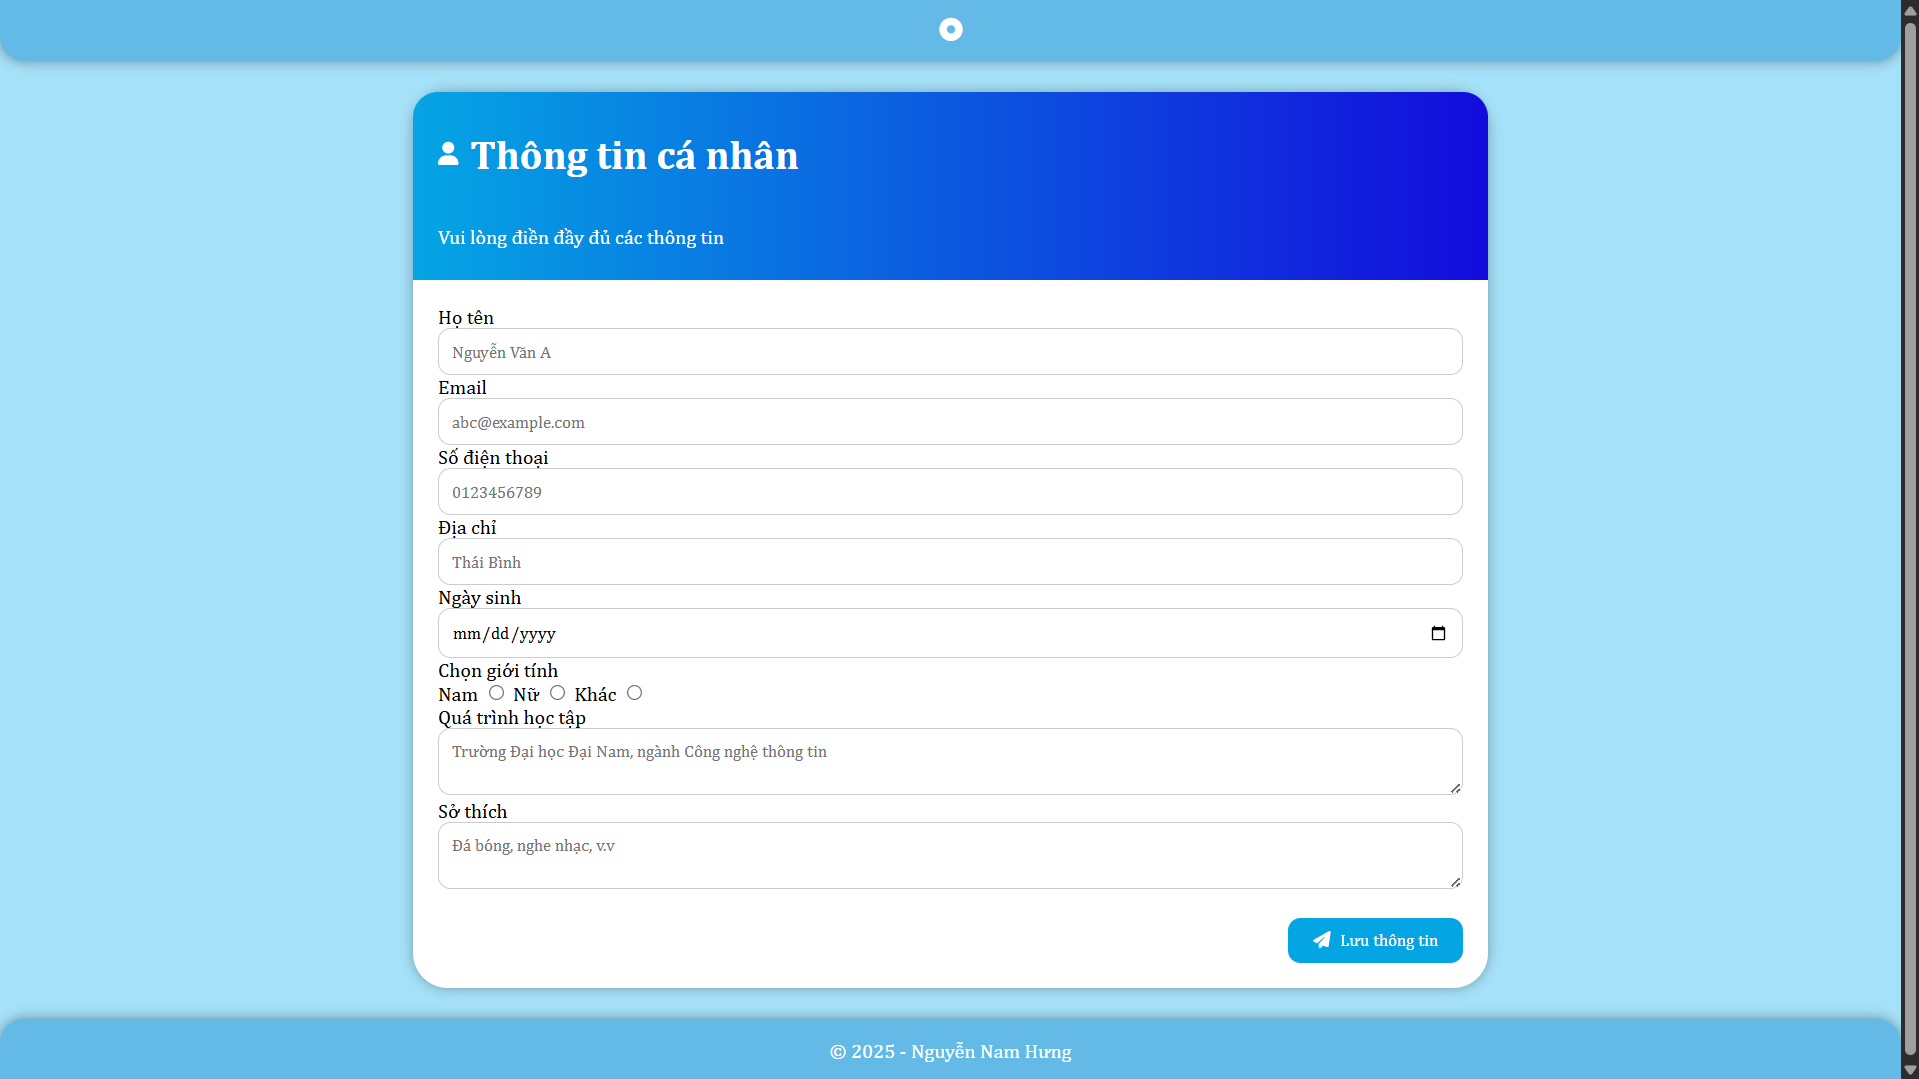 Thông tin cá nhân
Vui lòng điền đầy đủ các thông tin
Họ tên
Nguyễn Văn A
Email
abc@example.com
Số điện thoại
0123456789
Địa chỉ
Thái Bình
Ngày sinh
mm/dd/yyyy
Chọn giới tính
Nam Nữ Khác
Quá trình học tập
Trường Đại học Đại Nam, ngành Công nghệ thông tin
Sở thích
Đá bóng, nghe nhạc, v.v
Lưu thông tin
© 2025 - Nguyễn Nam Hưng